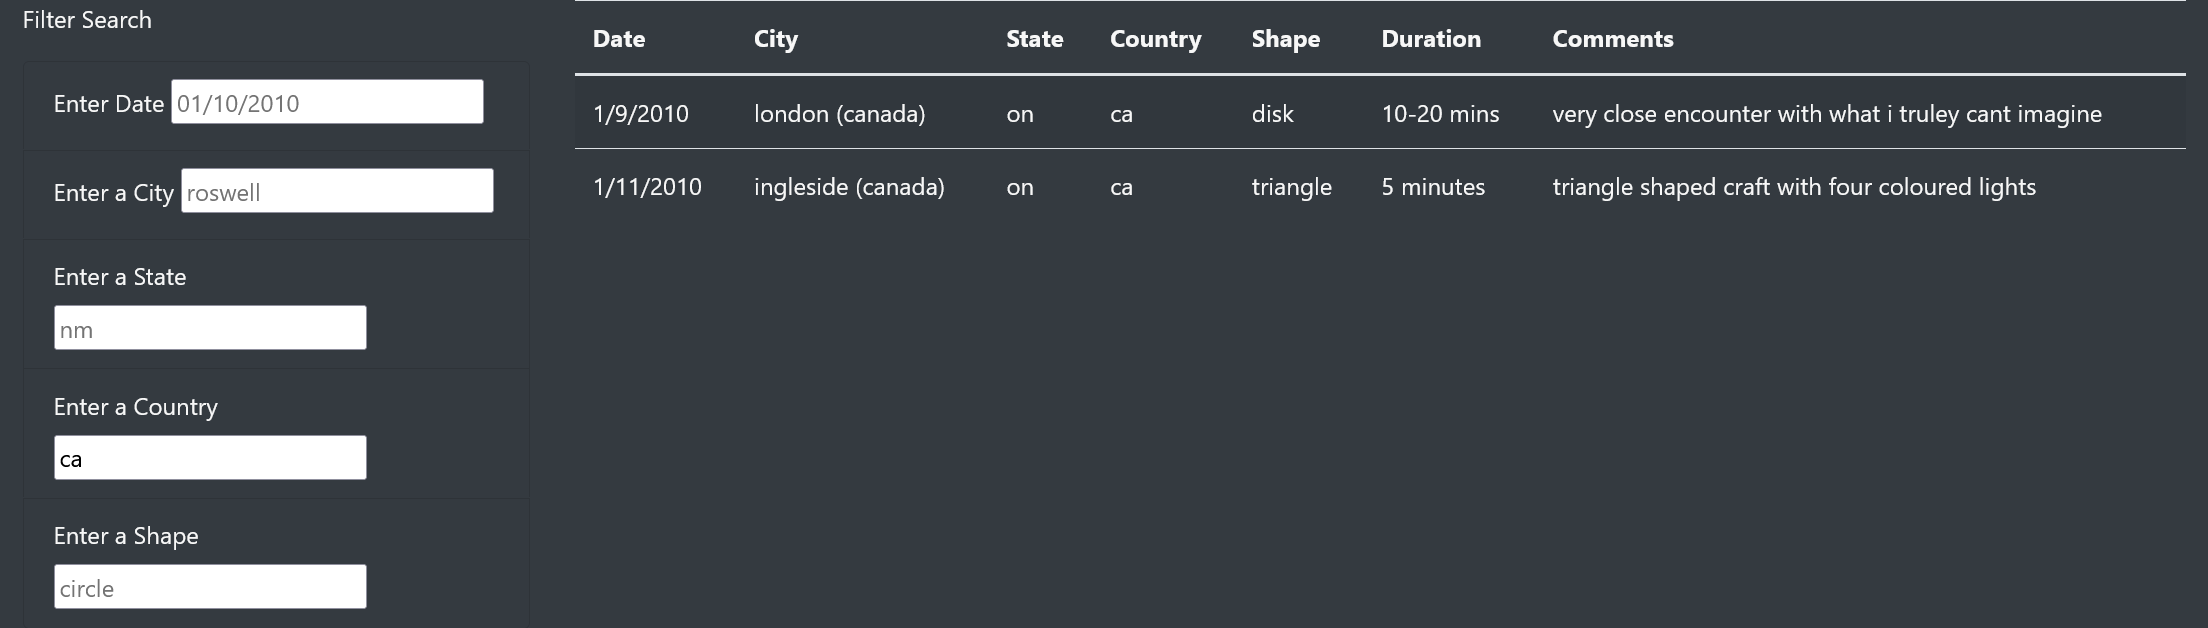 Filter Search
Enter Date 01/10/2010
Enter a City roswell
Enter a State
nm
Enter a Country
ca
Enter a Shape
circle
Date City State Country Shape Duration Comments
1/9/2010 london (canada) on ca disk 10-20 mins very close encounter with what i truley cant imagine
1/11/2010 ingleside (canada) on ca triangle 5 minutes triangle shaped craft with four coloured lights